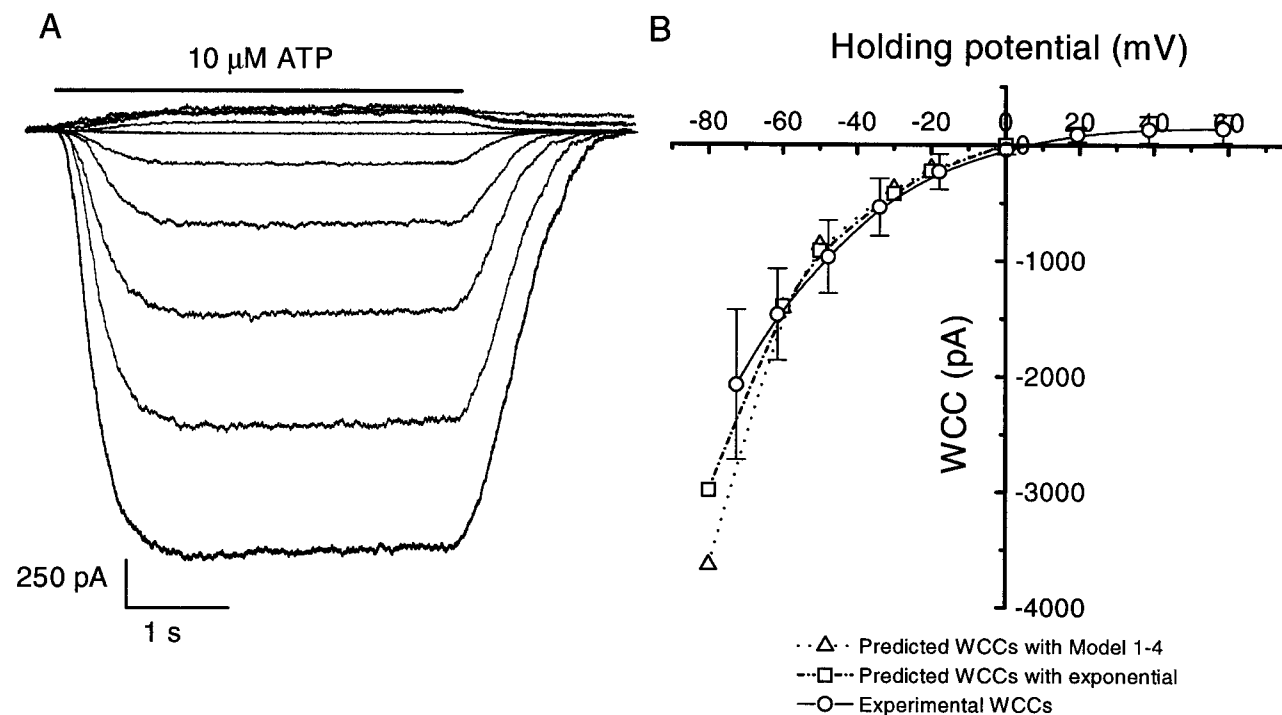 A
10 μM ATP
250 pA
1 s
B
Holding potential (mV)
-80 -60 -40 -20 0 20 40 60
0
-1000
-2000
-3000
-4000
WCC (pA)
Predicted WCCs with Model 1-4
Predicted WCCs with exponential
Experimental WCCs